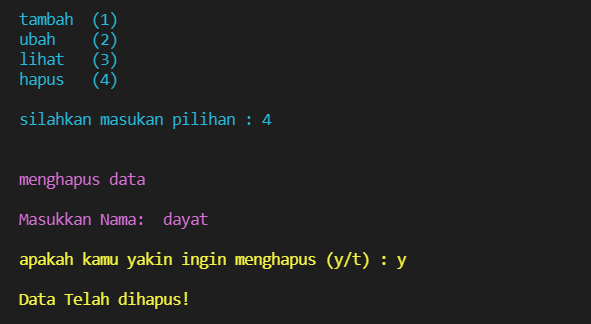 tambah  (1)
ubah    (2)
lihat   (3)
hapus   (4)
silahkan masukan pilihan : 4
menghapus data
Masukkan Nama:  dayat
apakah kamu yakin ingin menghapus (y/t) : y
Data Telah dihapus!